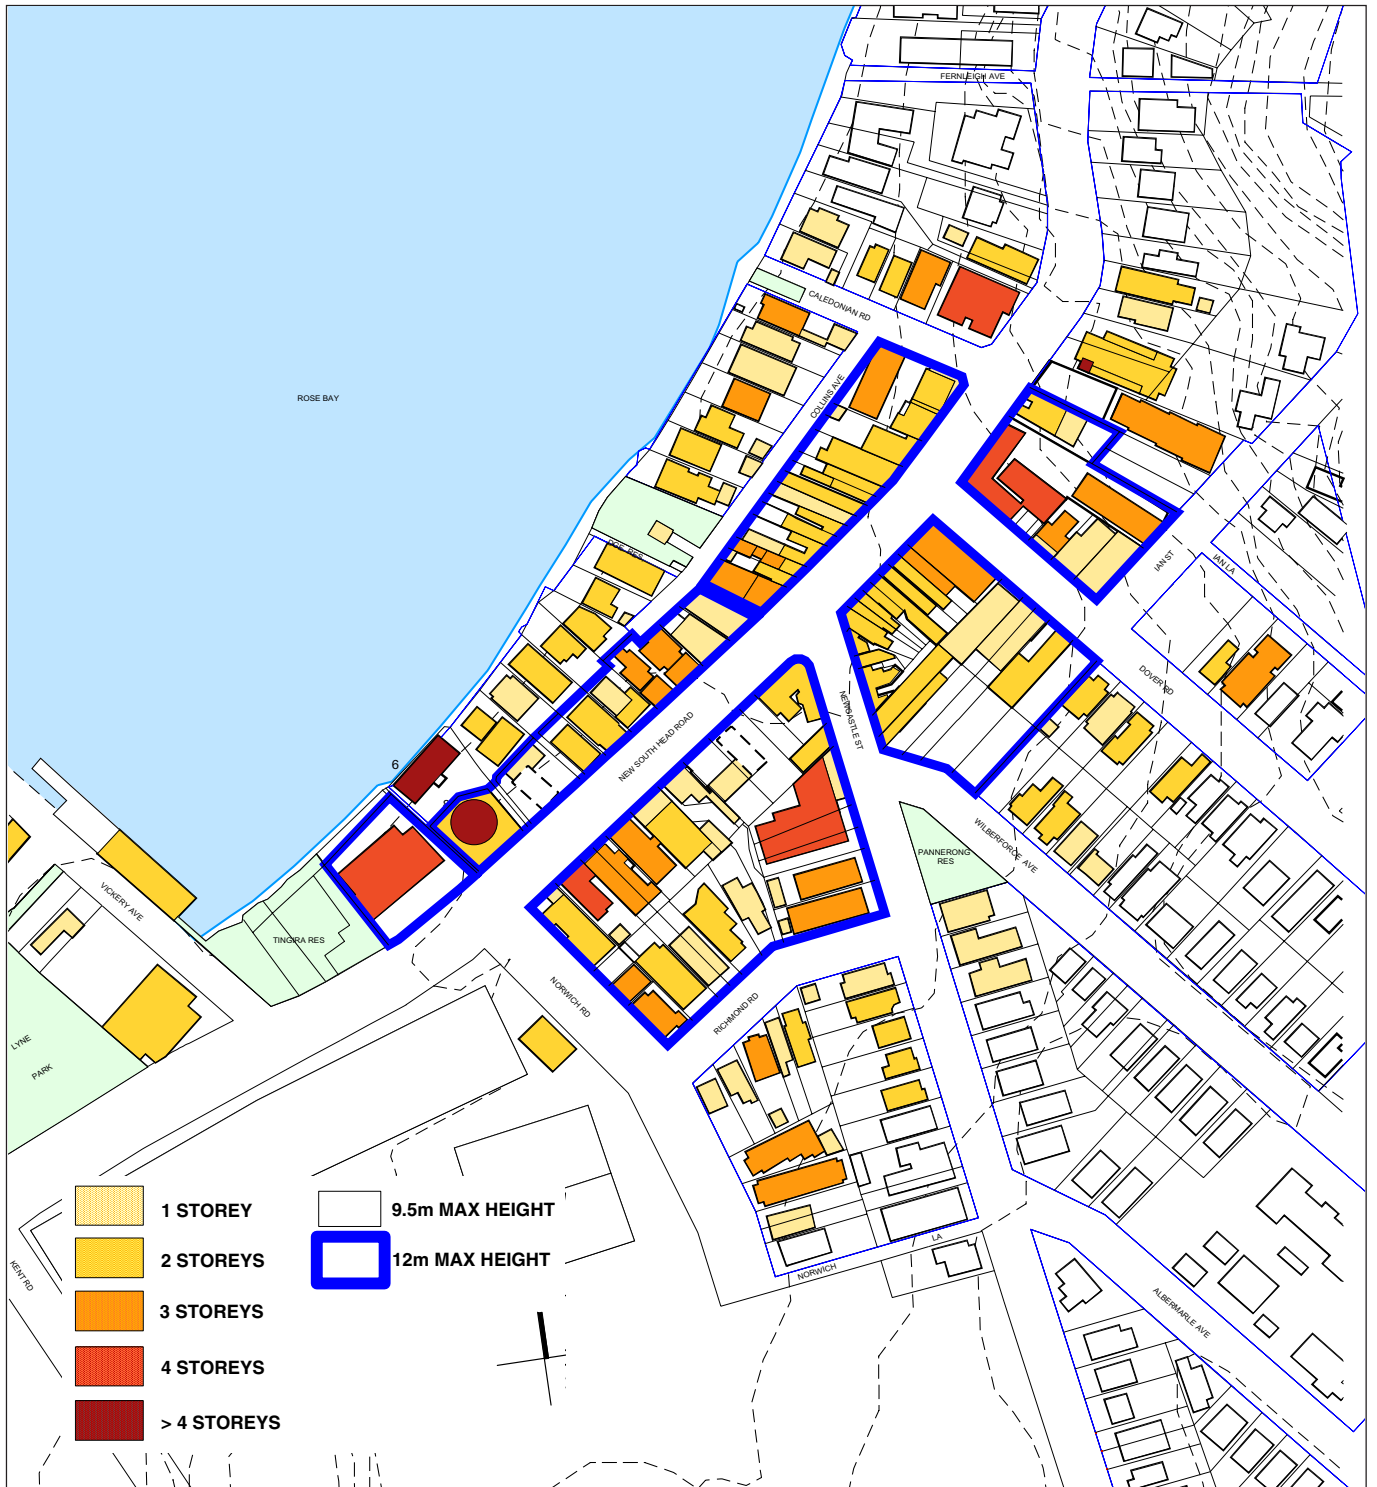 FERNLEIGH AVE
CALEDONIAN RD
ROSE BAY
COLLINS AVE
IAN ST
IAN LA
DOVER RD
NEWCASTLE ST
NEW SOUTH HEAD ROAD
6
WILBERFORCE AVE
PANNERONG
RES
VICKERY AVE
TINGIRA RES
NORWICH RD
RICHMOND RD
LYNE
PARK
1 STOREY
2 STOREYS
3 STOREYS
4 STOREYS
> 4 STOREYS
9.5m MAX HEIGHT
12m MAX HEIGHT
KENT RD
NORWICH
LA
ALBERMARLE AVE